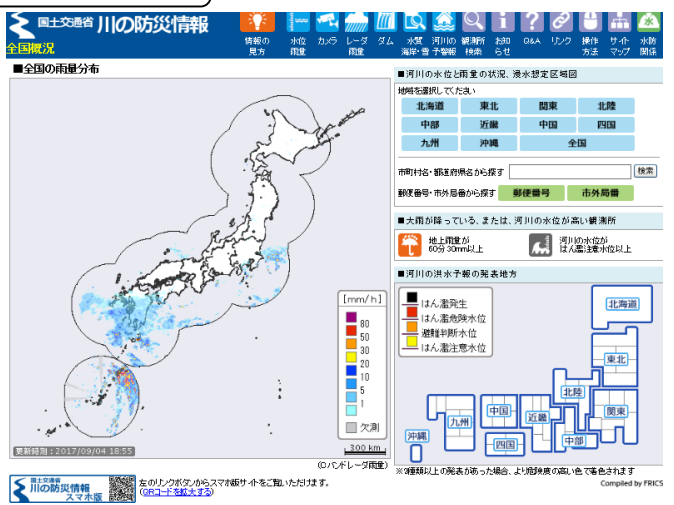 国土交通省 川の防災情報
全国概況
情報の
見方
水位
雨量
カメラ
レーダ
雨量
ダム
水質
海岸・雪
河川の
予警報
観測所
検索
お知
らせ
Q&A
リンク
操作
方法
サイト
マップ
水防
関係
■全国の雨量分布
[mm/h]
80
50
30
20
10
5
1
欠測
300 km
更新時刻:2017/09/04 18:55
(Cバンドレーダ雨量)
国土交通省
川の防災情報
スマホ版
左のリンクボタンからスマホ版サイトをご覧いただけます。
(QRコードを拡大する)
■河川の水位と雨量の状況、浸水想定区域図
地域を選択してください
北海道 東北 関東 北陸
中部 近畿 中国 四国
九州 沖縄 全国
市町村名・都道府県名から探す 検索
郵便番号・市外局番から探す 郵便番号 市外局番
■大雨が降っている、または、河川の水位が高い観測所
地上雨量が
60分30mm以上
河川の水位が
はん濫注意水位以上
■河川の洪水予報の発表地方
はん濫発生
はん濫危険水位
避難判断水位
はん濫注意水位
北海道
東北
北陸
関東
中部
近畿
中国
四国
九州
沖縄
※2種類以上の発表があった場合、より危険度の高い色で着色されます
Compiled by FRICS